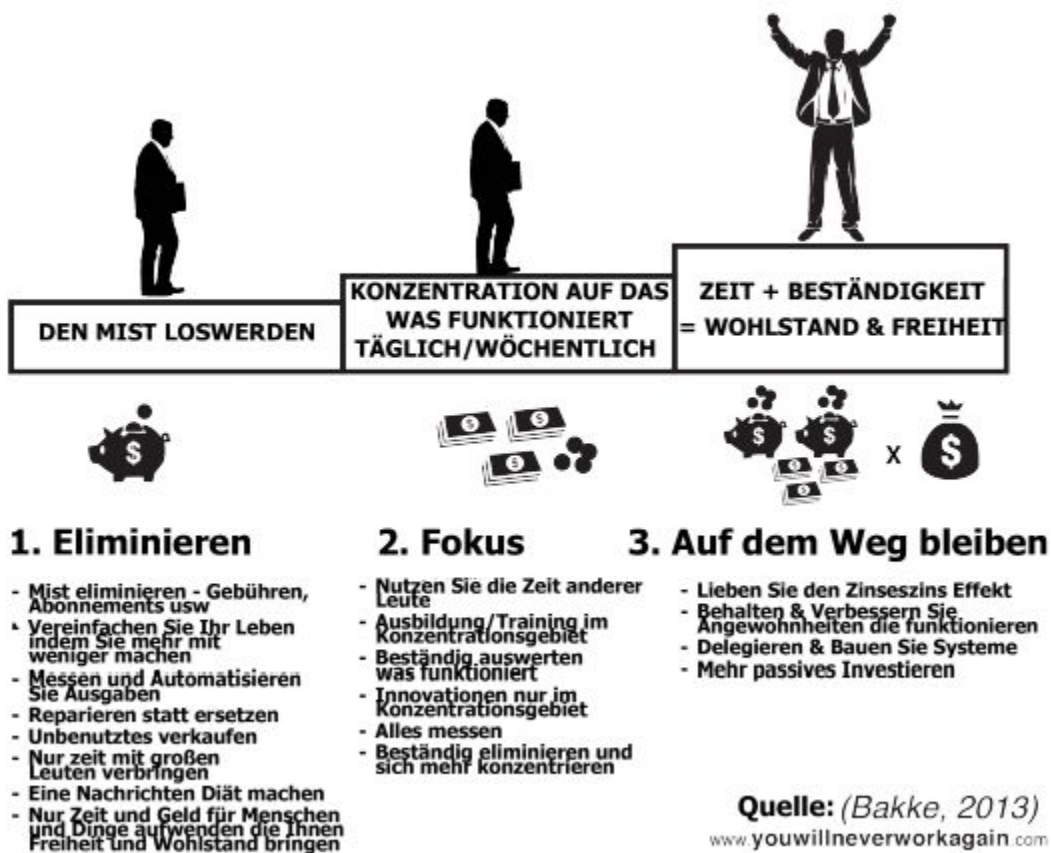 DEN MIST LOSWERDEN
KONZENTRATION AUF DAS
WAS FUNKTIONIERT
TÄGLICH/WÖCHENTLICH
ZEIT + BESTÄNDIGKEIT
= WOHLSTAND & FREIHEIT
$
$ $ $
$ $ $ $ $ X $
1. Eliminieren
- Mist eliminieren - Gebühren,
Abonnements usw
- Vereinfachen Sie Ihr Leben
indem Sie mehr mit
weniger machen
- Messen und Automatisieren
Sie Ausgaben
- Reparieren statt ersetzen
- Unbenutztes verkaufen
- Nur zeit mit großen
Leuten verbringen
- Eine Nachrichten Diät machen
- Nur Zeit und Geld für Menschen
und Dinge aufwenden die Ihnen
Freiheit und Wohlstand bringen
2. Fokus
- Nutzen Sie die Zeit anderer
Leute
- Ausbildung/Training im
Konzentrationsgebiet
- Beständig auswerten
was funktioniert
- Innovationen nur im
Konzentrationsgebiet
- Alles messen
- Beständig eliminieren und
sich mehr konzentrieren
3. Auf dem Weg bleiben
- Lieben Sie den Zinseszins Effekt
- Behalten & Verbessern Sie
Angewohnheiten die funktionieren
- Delegieren & Bauen Sie Systeme
- Mehr passives Investieren
Quelle: (Bakke, 2013)
www.youwillneverworkagain.com